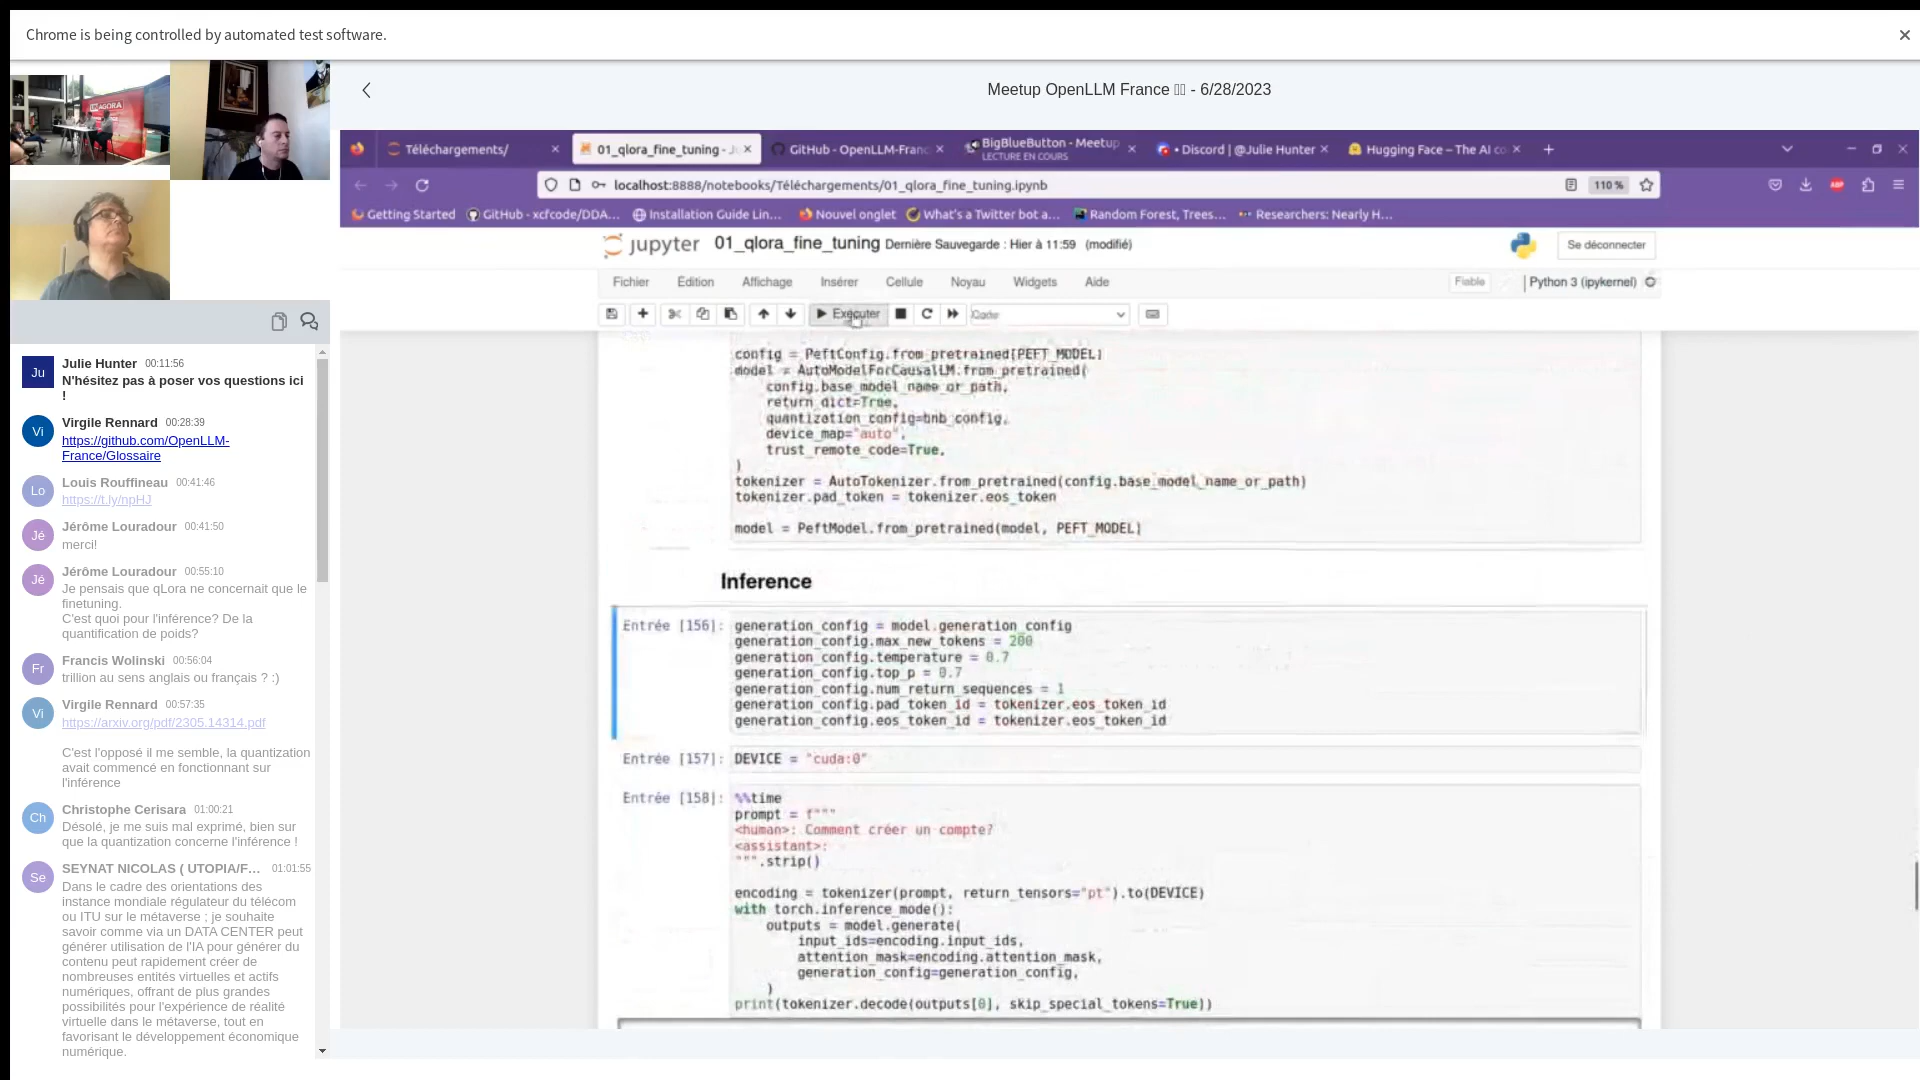 Chrome is being controlled by automated test software.
Meetup OpenLLM France - 6/28/2023
LINAGORA
Téléchargements/
01_qlora_fine_tuning - Ju
GitHub - OpenLLM-Franc
BigBlueButton - Meetup
LECTURE EN COURS
• Discord | @Julie Hunter
Hugging Face – The AI co
localhost:8888/notebooks/Téléchargements/01_qlora_fine_tuning.ipynb
110 %
Getting Started
GitHub - xcfcode/DDA...
Installation Guide Lin...
Nouvel onglet
What's a Twitter bot a...
Random Forest, Trees...
Researchers: Nearly H...
jupyter 01_qlora_fine_tuning Dernière Sauvegarde : Hier à 11:59 (modifié)
Se déconnecter
Fichier Edition Affichage Insérer Cellule Noyau Widgets Aide
Fiable
Python 3 (ipykernel)
Exécuter
Code
config = PeftConfig.from_pretrained(PEFT_MODEL)
model = AutoModelForCausalLM.from_pretrained(
config.base_model_name_or_path,
return_dict=True,
quantization_config=bnb_config,
device_map="auto",
trust_remote_code=True,
)
tokenizer = AutoTokenizer.from_pretrained(config.base_model_name_or_path)
tokenizer.pad_token = tokenizer.eos_token
model = PeftModel.from_pretrained(model, PEFT_MODEL)
Inference
Entrée [156]: generation_config = model.generation_config
generation_config.max_new_tokens = 200
generation_config.temperature = 0.7
generation_config.top_p = 0.7
generation_config.num_return_sequences = 1
generation_config.pad_token_id = tokenizer.eos_token_id
generation_config.eos_token_id = tokenizer.eos_token_id
Entrée [157]: DEVICE = "cuda:0"
Entrée [158]: %%time
prompt = f"""
<human>: Comment créer un compte?
<assistant>:
""".strip()
encoding = tokenizer(prompt, return_tensors="pt").to(DEVICE)
with torch.inference_mode():
outputs = model.generate(
input_ids=encoding.input_ids,
attention_mask=encoding.attention_mask,
generation_config=generation_config,
)
print(tokenizer.decode(outputs[0], skip_special_tokens=True))
Ju
Julie Hunter 00:11:56
N'hésitez pas à poser vos questions ici
!
Vi
Virgile Rennard 00:28:39
https://github.com/OpenLLM-
France/Glossaire
Lo
Louis Rouffineau 00:41:46
https://t.ly/npHJ
Jé
Jérôme Louradour 00:41:50
merci!
Jé
Jérôme Louradour 00:55:10
Je pensais que qLora ne concernait que le
finetuning.
C'est quoi pour l'inférence? De la
quantification de poids?
Fr
Francis Wolinski 00:56:04
trillion au sens anglais ou français ? :)
Vi
Virgile Rennard 00:57:35
https://arxiv.org/pdf/2305.14314.pdf
C'est l'opposé il me semble, la quantization
avait commencé en fonctionnant sur
l'inférence
Ch
Christophe Cerisara 01:00:21
Désolé, je me suis mal exprimé, bien sur
que la quantization concerne l'inférence !
Se
SEYNAT NICOLAS ( UTOPIA/F... 01:01:55
Dans le cadre des orientations des
instance mondiale régulateur du télécom
ou ITU sur le métaverse ; je souhaite
savoir comme via un DATA CENTER peut
générer utilisation de l'IA pour générer du
contenu peut rapidement créer de
nombreuses entités virtuelles et actifs
numériques, offrant de plus grandes
possibilités pour l'expérience de réalité
virtuelle dans le métaverse, tout en
favorisant le développement économique
numérique.